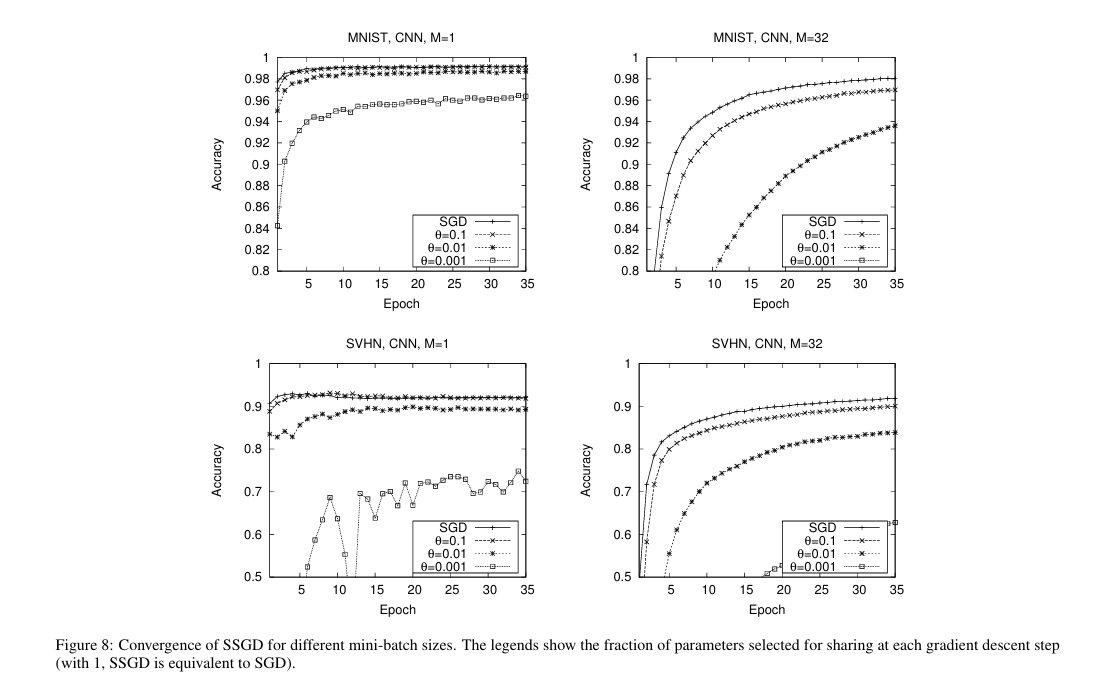 MNIST, CNN, M=1
1
0.98
0.96
0.94
0.92
0.9
0.88
0.86
0.84
0.82
0.8
Accuracy
5 10 15 20 25 30 35
Epoch
SGD
θ=0.1
θ=0.01
θ=0.001
MNIST, CNN, M=32
1
0.98
0.96
0.94
0.92
0.9
0.88
0.86
0.84
0.82
0.8
Accuracy
5 10 15 20 25 30 35
Epoch
SGD
θ=0.1
θ=0.01
θ=0.001
SVHN, CNN, M=1
1
0.9
0.8
0.7
0.6
0.5
Accuracy
5 10 15 20 25 30 35
Epoch
SGD
θ=0.1
θ=0.01
θ=0.001
SVHN, CNN, M=32
1
0.9
0.8
0.7
0.6
0.5
Accuracy
5 10 15 20 25 30 35
Epoch
SGD
θ=0.1
θ=0.01
θ=0.001
Figure 8: Convergence of SSGD for different mini-batch sizes. The legends show the fraction of parameters selected for sharing at each gradient descent step
(with 1, SSGD is equivalent to SGD).